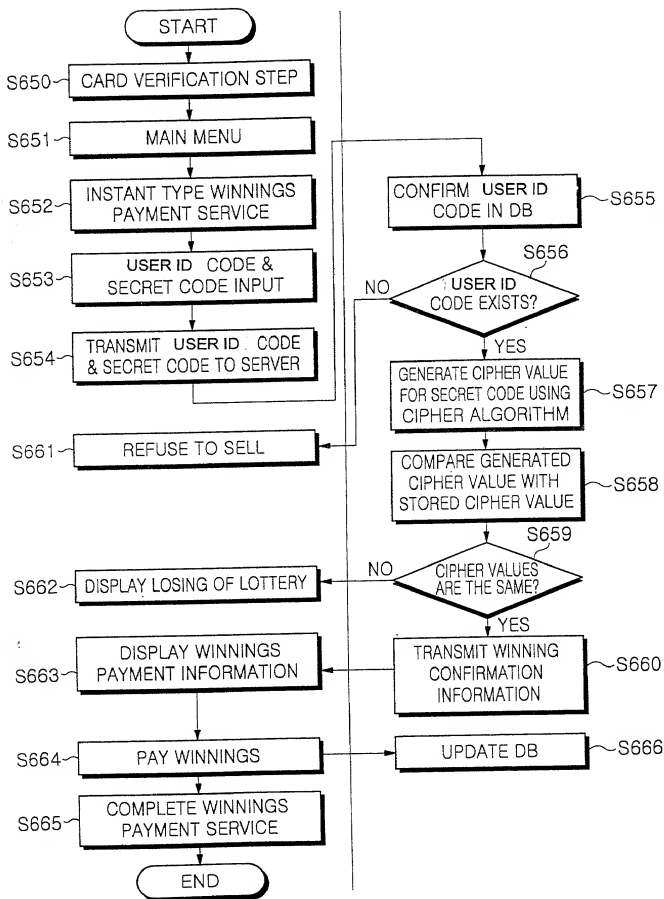 START
S650
CARD VERIFICATION STEP
S651
MAIN MENU
S652
INSTANT TYPE WINNINGS
PAYMENT SERVICE
S653
USER ID CODE &
SECRET CODE INPUT
S654
TRANSMIT USER ID CODE
& SECRET CODE TO SERVER
CONFIRM USER ID
CODE IN DB
S655
S656
USER ID
CODE EXISTS?
NO
YES
GENERATE CIPHER VALUE
FOR SECRET CODE USING
CIPHER ALGORITHM
S657
S661
REFUSE TO SELL
COMPARE GENERATED
CIPHER VALUE WITH
STORED CIPHER VALUE
S658
S659
CIPHER VALUES
ARE THE SAME?
NO
YES
S662
DISPLAY LOSING OF LOTTERY
TRANSMIT WINNING
CONFIRMATION
INFORMATION
S660
S663
DISPLAY WINNINGS
PAYMENT INFORMATION
S664
PAY WINNINGS
UPDATE DB
S666
S665
COMPLETE WINNINGS
PAYMENT SERVICE
END